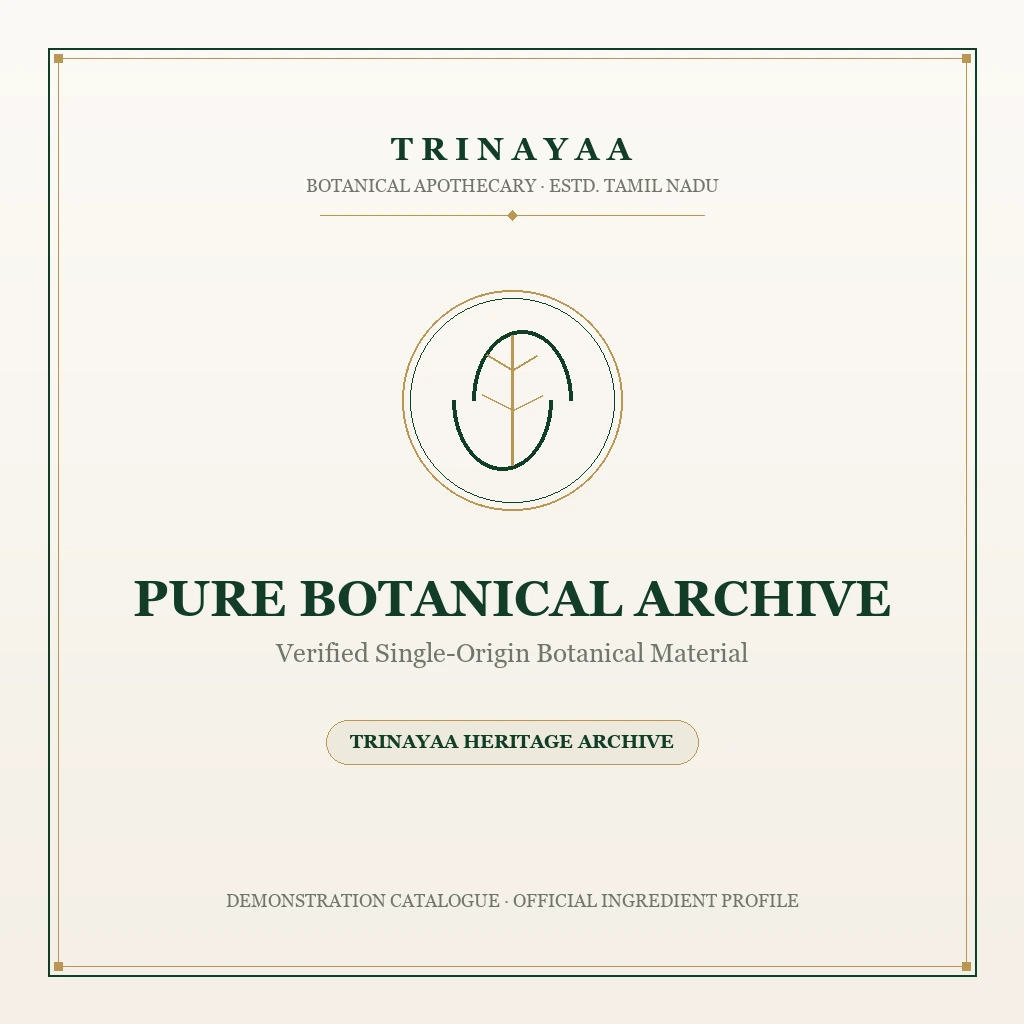 TRINAYAA
BOTANICAL APOTHECARY · ESTD. TAMIL NADU
PURE BOTANICAL ARCHIVE
Verified Single-Origin Botanical Material
TRINAYAA HERITAGE ARCHIVE
DEMONSTRATION CATALOGUE · OFFICIAL INGREDIENT PROFILE